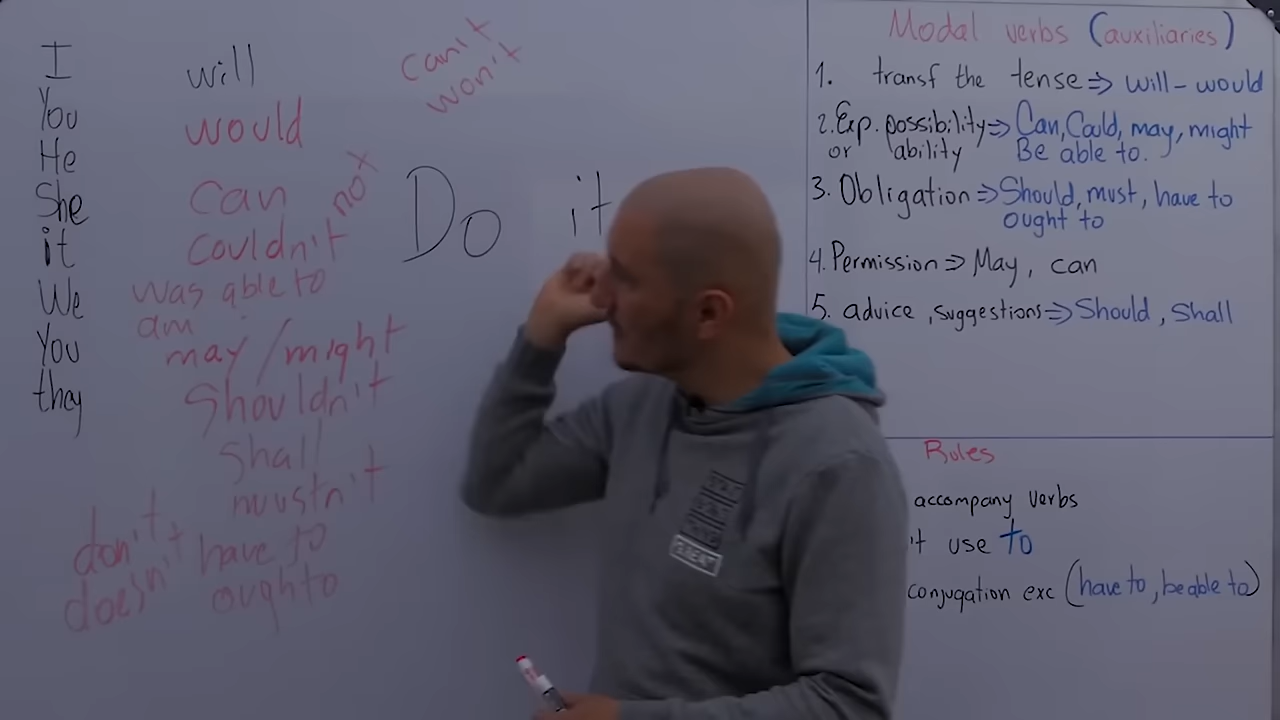 I
You
He
She
it
We
You
they
will
would
can
not
couldn't
was able to
am
may / might
Shouldn't
shall
mustn't
don't
doesn't
have to
ought to
can't
won't
Do it
Modal verbs (auxiliaries)
1. transf the tense ⇒ will - would
2. Exp. possibility ⇒ Can, Could, may, might
or ability Be able to.
3. Obligation ⇒ Should, must, have to
ought to
4. Permission ⇒ May, can
5. advice, suggestions ⇒ Should, shall
Rules
accompany verbs
't use to
conjugation exc (have to, be able to)
GREAT